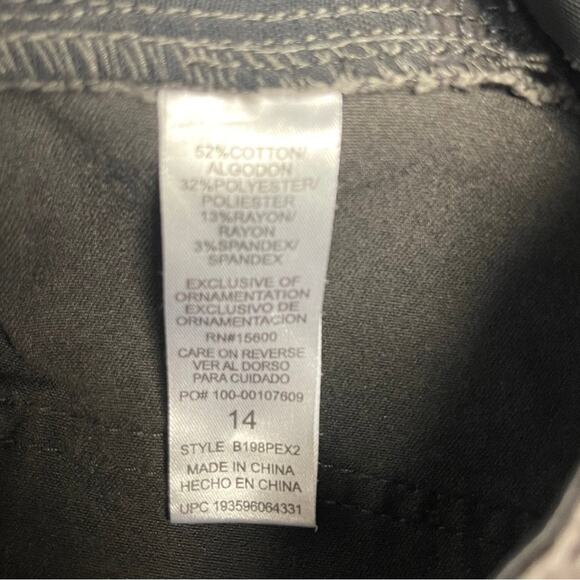 52%COTTON/
ALGODON
32%POLYESTER/
POLIESTER
13%RAYON/
RAYON
3%SPANDEX/
SPANDEX
EXCLUSIVE OF
ORNAMENTATION
EXCLUSIVO DE
ORNAMENTACION
RN#15600
CARE ON REVERSE
VER AL DORSO
PARA CUIDADO
PO# 100-00107609
14
STYLE B198PEX2
MADE IN CHINA
HECHO EN CHINA
UPC 193596064331